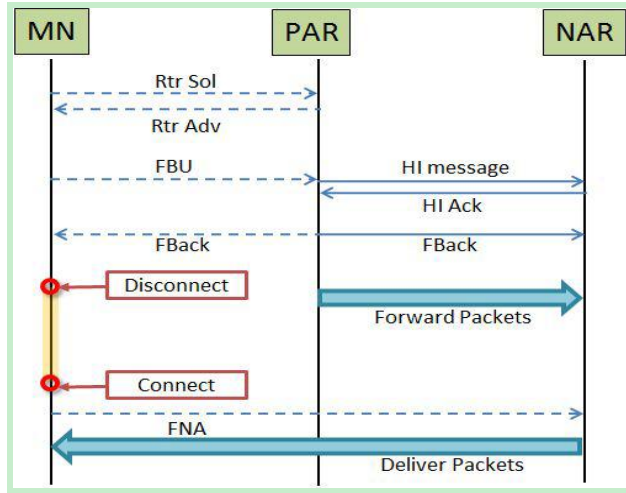 MN
PAR
NAR
Rtr Sol
Rtr Adv
FBU
HI message
HI Ack
FBack
FBack
Disconnect
Forward Packets
Connect
FNA
Deliver Packets